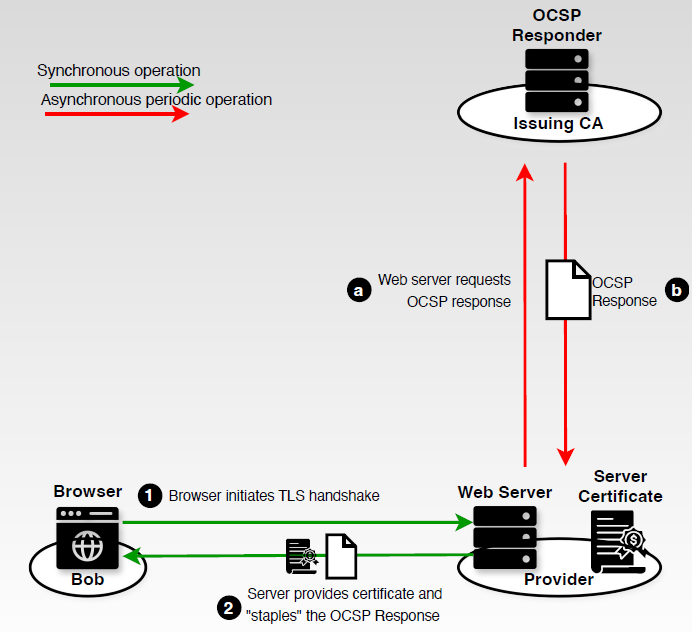 OCSP
Responder
Synchronous operation
Asynchronous periodic operation
Issuing CA
a
Web server requests
OCSP response
OCSP
Response
b
Browser
1
Browser initiates TLS handshake
Web Server
Server
Certificate
Bob
Provider
2
Server provides certificate and
"staples" the OCSP Response